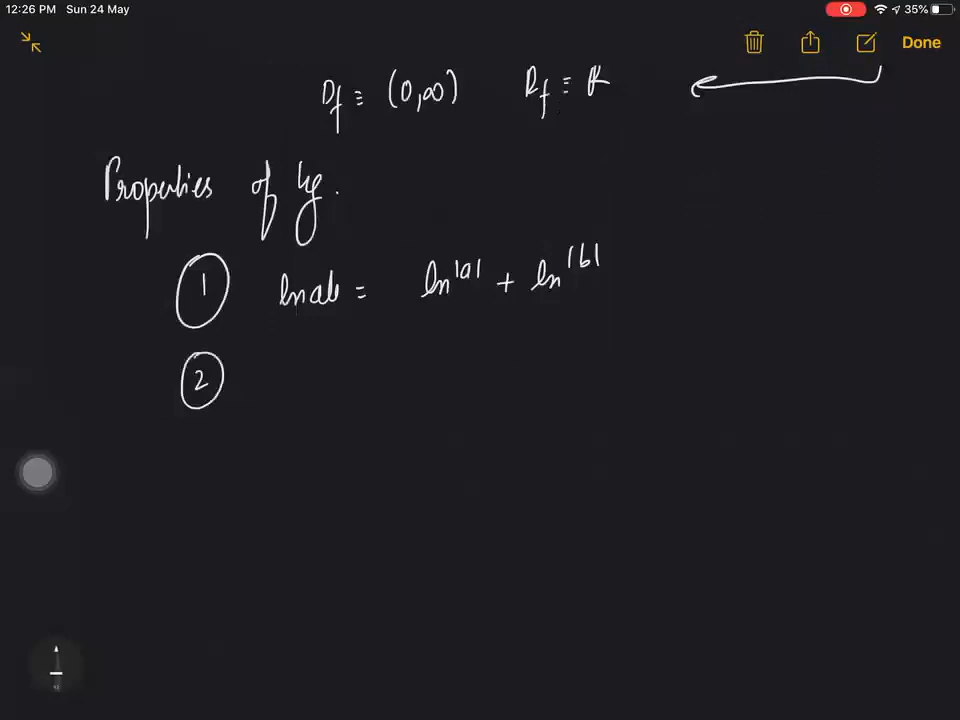 12:26 PM Sun 24 May 35%
Done
Df ≡ (0,∞) Rf ≡ R
Properties of log.
1 ln ab = ln|a| + ln|b|
2